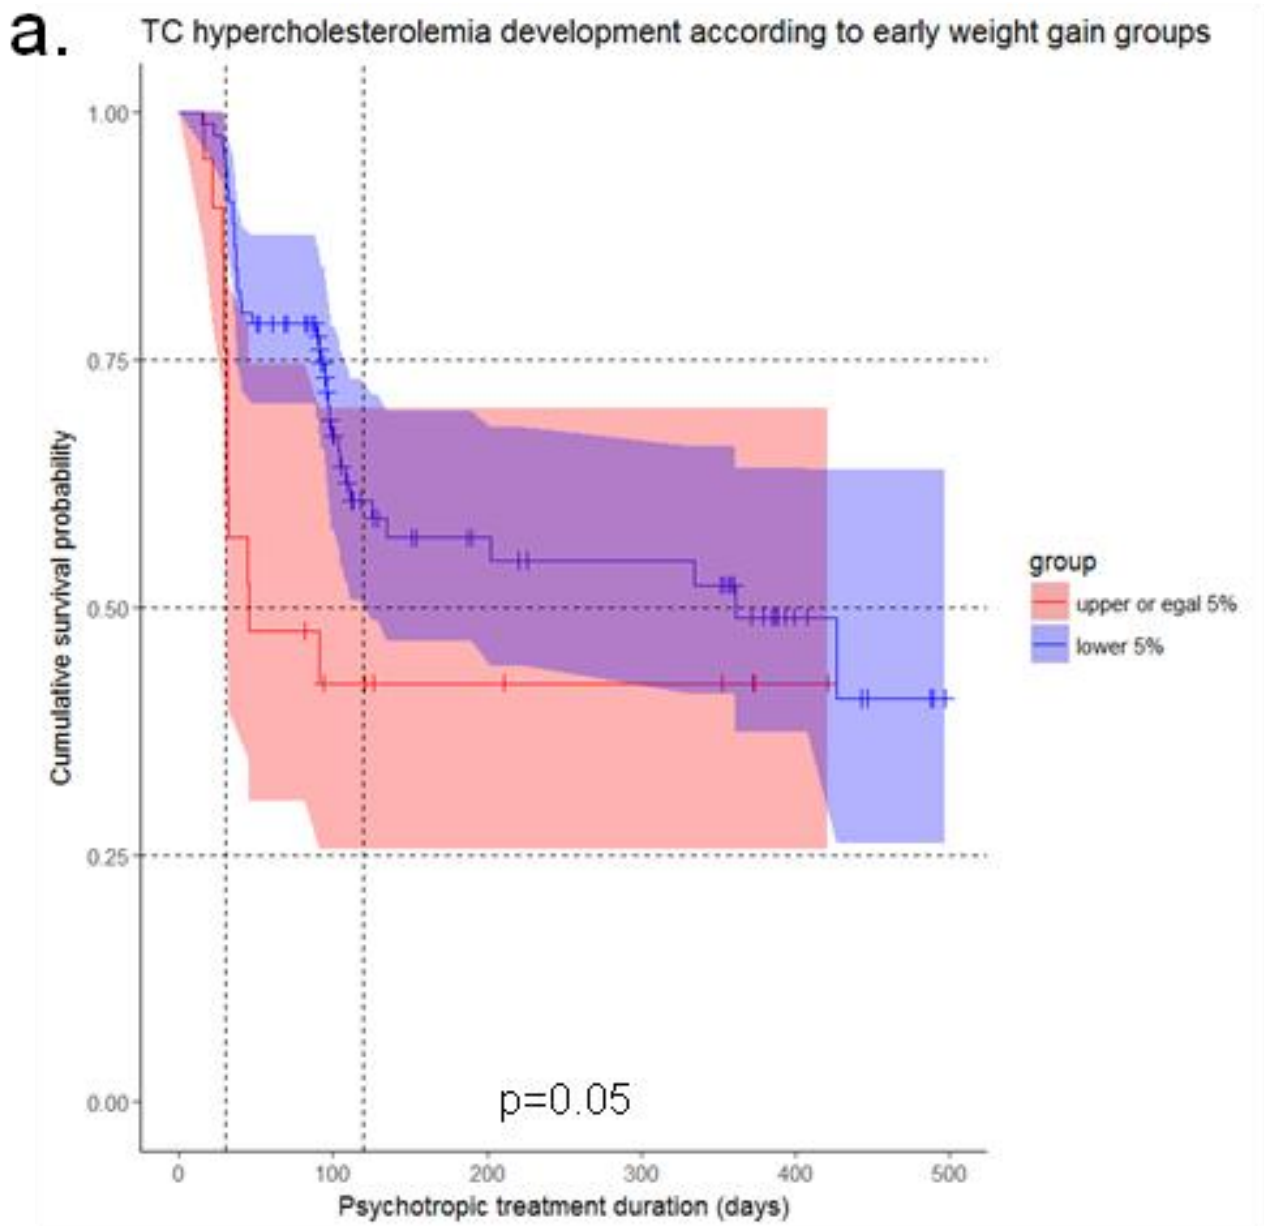 a.
TC hypercholesterolemia development according to early weight gain groups
1.00
0.75
0.50
0.25
0.00
Cumulative survival probability
p=0.05
0 100 200 300 400 500
Psychotropic treatment duration (days)
group
upper or egal 5%
lower 5%